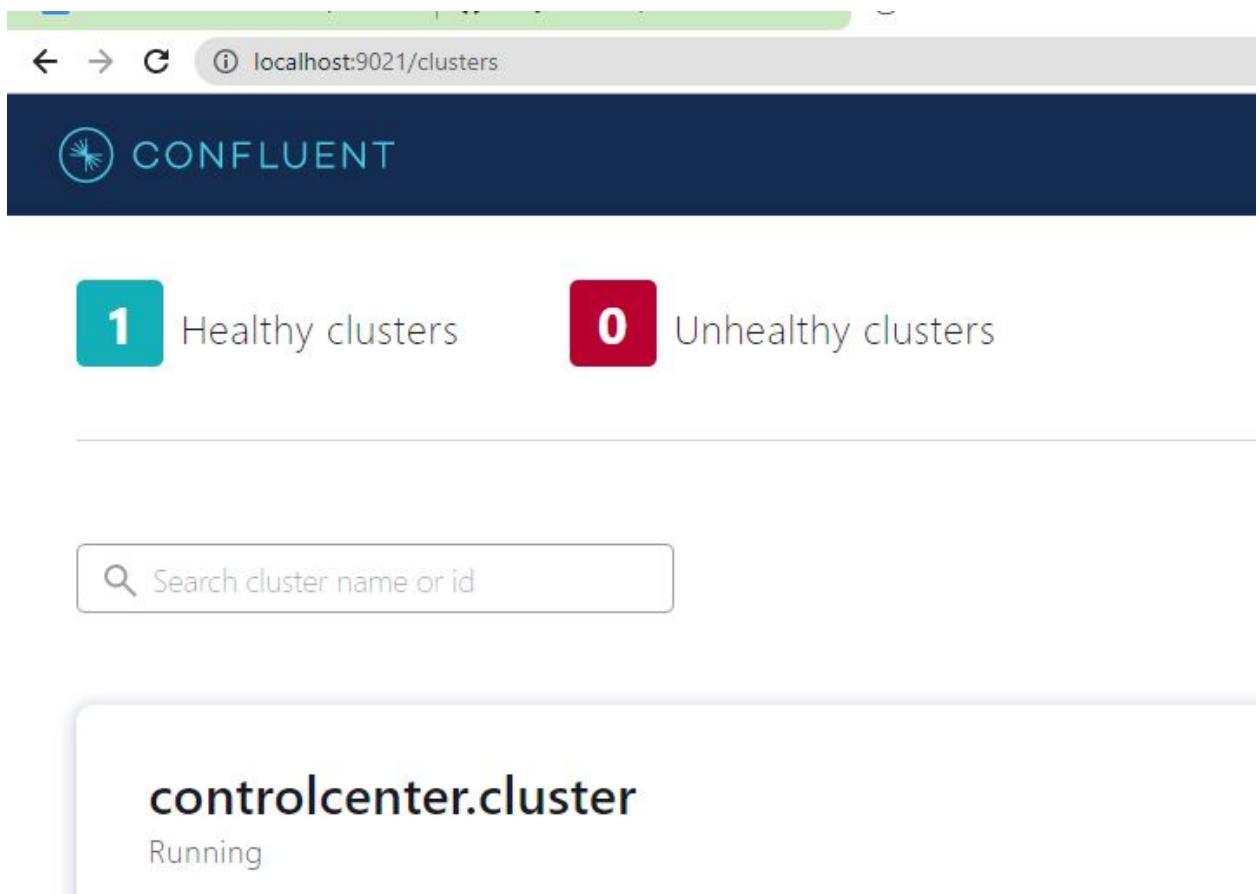 localhost:9021/clusters
CONFLUENT
1 Healthy clusters 0 Unhealthy clusters
Search cluster name or id
controlcenter.cluster
Running